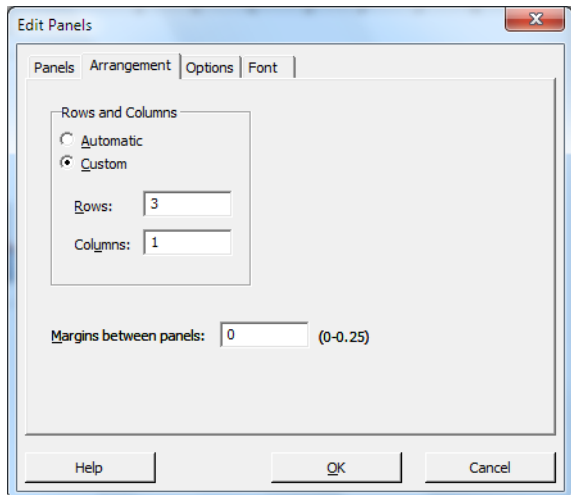 Edit Panels
Panels Arrangement Options Font
Rows and Columns
Automatic
Custom
Rows: 3
Columns: 1
Margins between panels: 0 (0-0.25)
Help OK Cancel